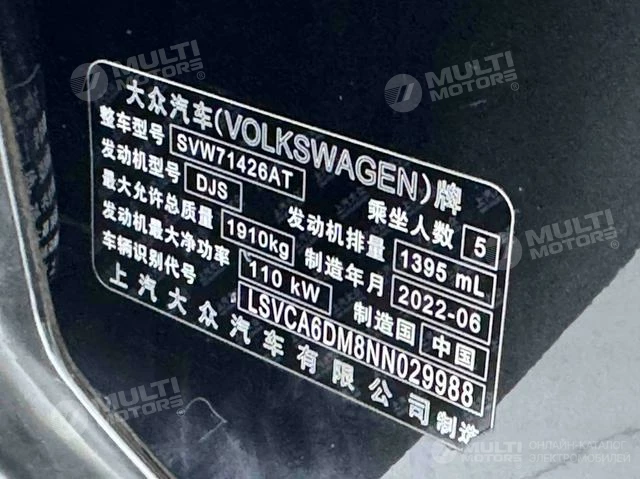 MULTI MOTORS®
MULTI MOTORS®
大众汽车(VOLKSWAGEN)牌
整车型号 SVW71426AT 乘坐人数 5
发动机型号 DJS 发动机排量 1395 mL
最大允许总质量 1910kg 制造年月 2022-06
发动机最大净功率 110 kW 制造国 中国
车辆识别代号 LSVCA6DM8NN029988
上汽大众汽车有限公司制造
MULTI MOTORS®
MULTI MOTORS®
MULTI MOTORS
ОНЛАЙН-КАТАЛОГ
ЭЛЕКТРОМОБИЛЕЙ